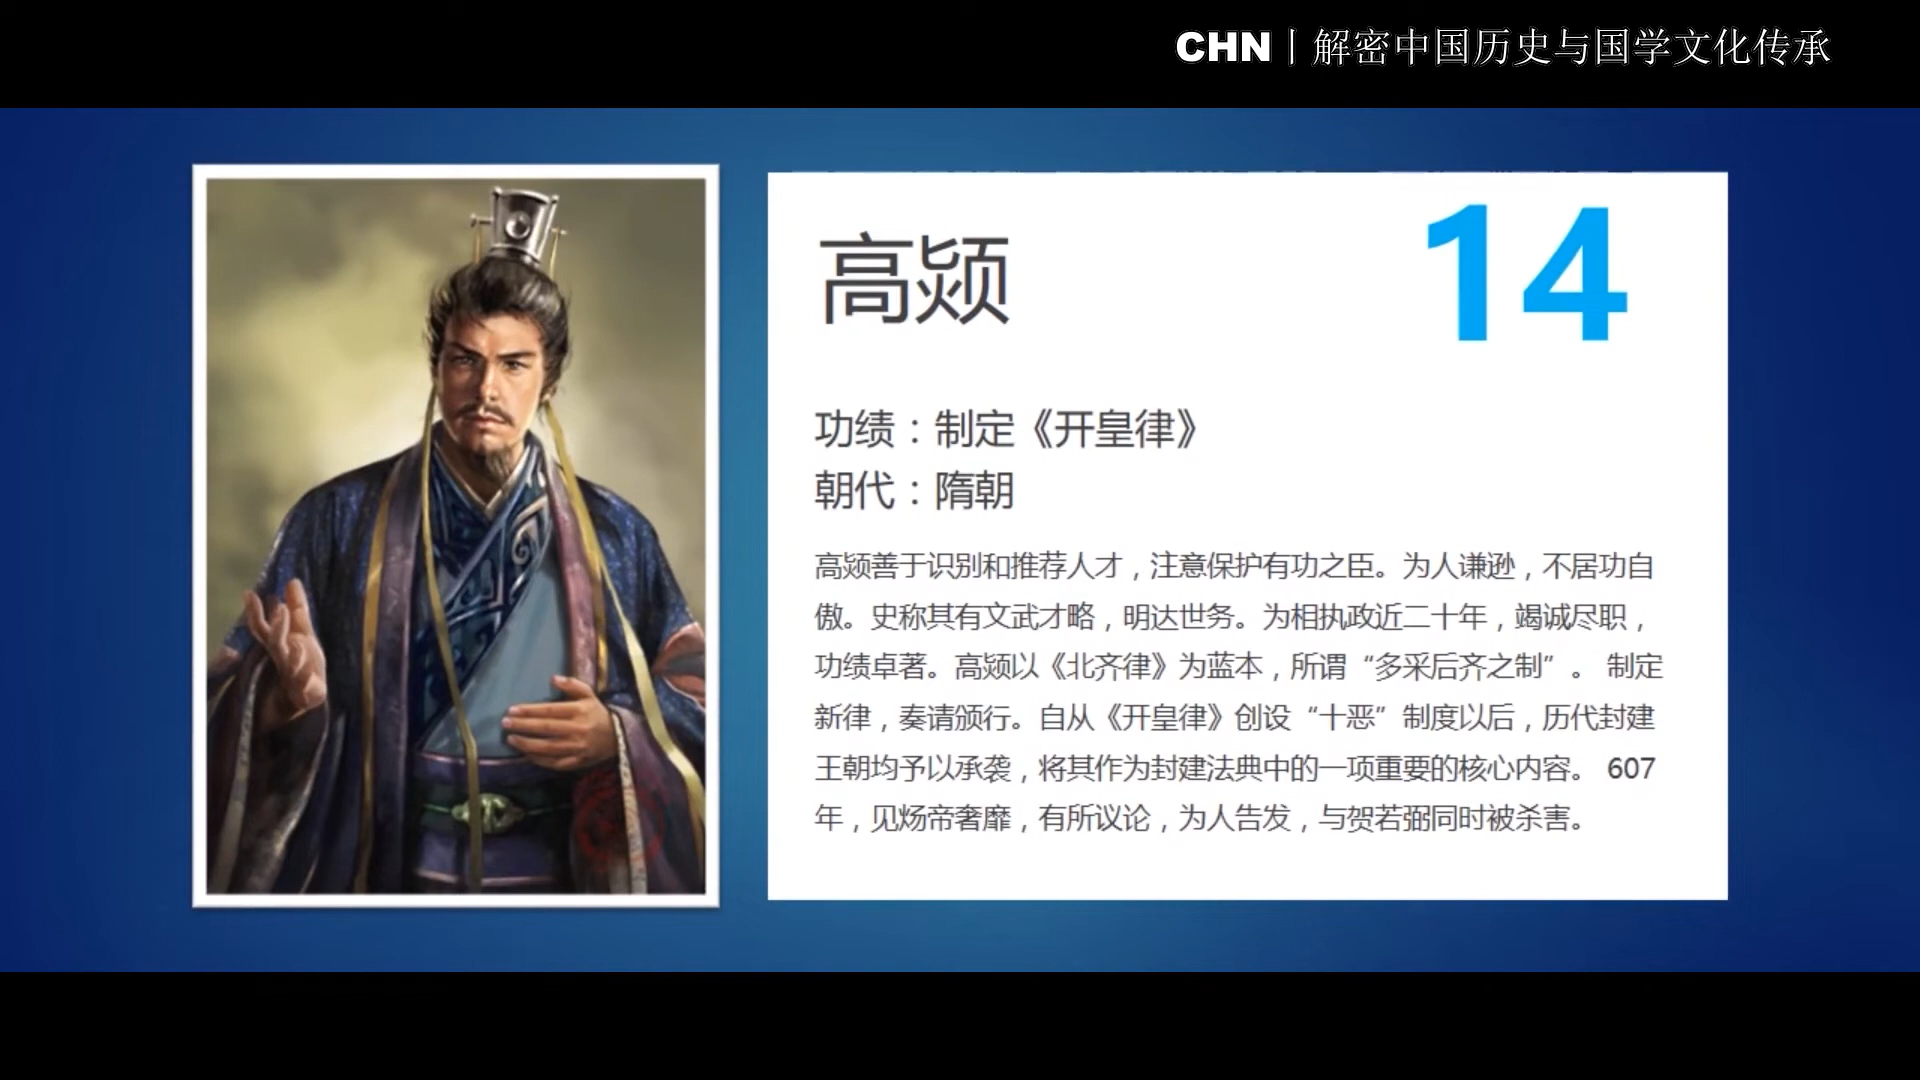 CHN丨解密中国历史与国学文化传承
14
高颎
功绩：制定《开皇律》
朝代：隋朝
高颎善于识别和推荐人才，注意保护有功之臣。为人谦逊，不居功自
傲。史称其有文武才略，明达世务。为相执政近二十年，竭诚尽职，
功绩卓著。高颎以《北齐律》为蓝本，所谓“多采后齐之制”。 制定
新律，奏请颁行。自从《开皇律》创设“十恶”制度以后，历代封建
王朝均予以承袭，将其作为封建法典中的一项重要的核心内容。 607
年，见炀帝奢靡，有所议论，为人告发，与贺若弼同时被杀害。